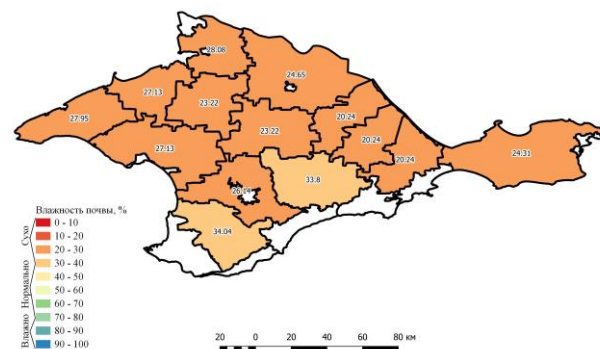 28.08
24.65
27.13
27.95
23.22
20.24
23.22
20.24
27.13
20.24
24.31
26.14
33.8
34.04
Влажность почвы, %
Сухо
0 - 10
10 - 20
20 - 30
Нормально
30 - 40
40 - 50
50 - 60
60 - 70
Влажно
70 - 80
80 - 90
90 - 100
20 0 20 40 60 80 км